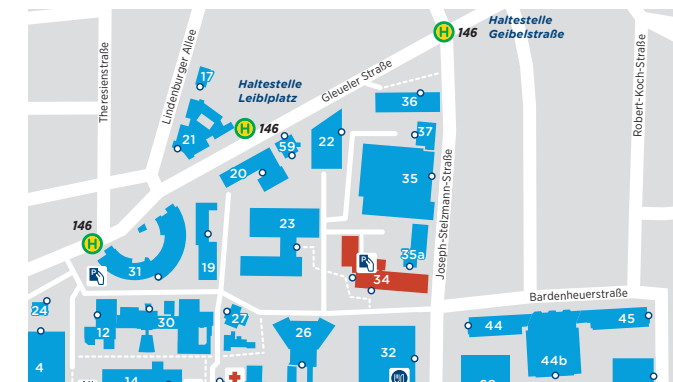 146
Haltestelle
Geibelstraße
Theresienstraße
Lindenburger Allee
17
Haltestelle
Leiblplatz
Gleueler Straße
Robert-Koch-Straße
H
H 146
36
37
21
59
22
20
35
Joseph-Stelzmann-Straße
146
H
23
35a
P
31
19
P
34
Bardenheuerstraße
24
12
30
27
26
44
45
4
32
44b
14